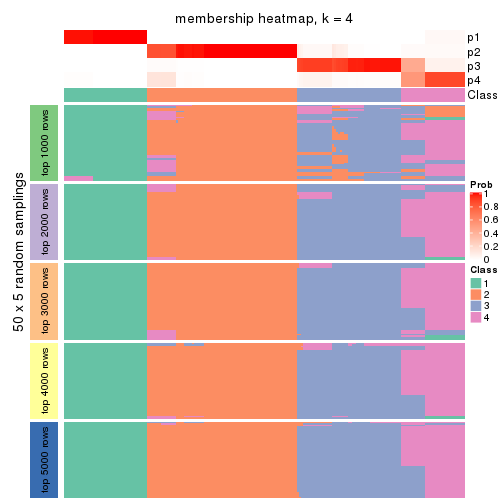 membership heatmap, k = 4
p1
p2
p3
p4
Class
50 x 5 random samplings
top 1000 rows
top 2000 rows
top 3000 rows
top 4000 rows
top 5000 rows
Prob
1
0.8
0.6
0.4
0.2
0
Class
1
2
3
4